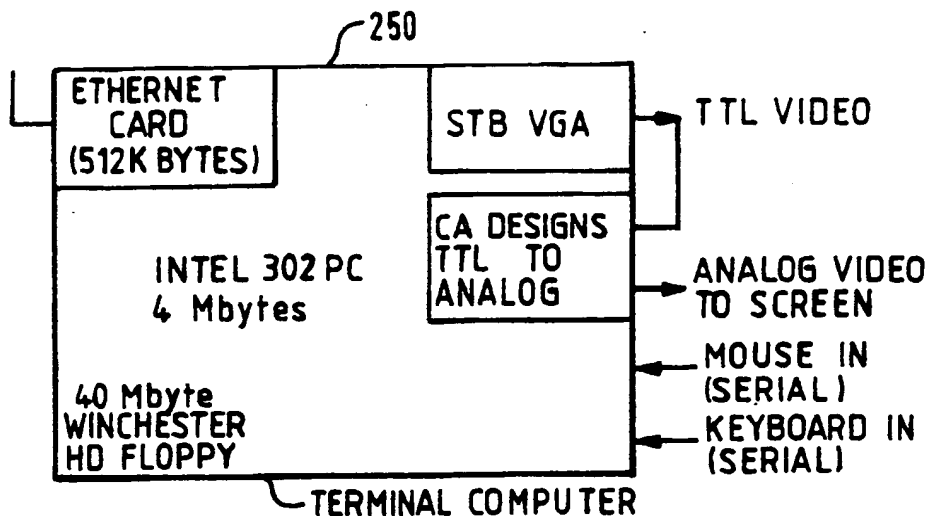 250
ETHERNET
CARD
(512K BYTES)
STB VGA
TTL VIDEO
CA DESIGNS
TTL TO
ANALOG
INTEL 302 PC
4 Mbytes
ANALOG VIDEO
TO SCREEN
MOUSE IN
(SERIAL)
40 Mbyte
WINCHESTER
HD FLOPPY
KEYBOARD IN
(SERIAL)
TERMINAL COMPUTER